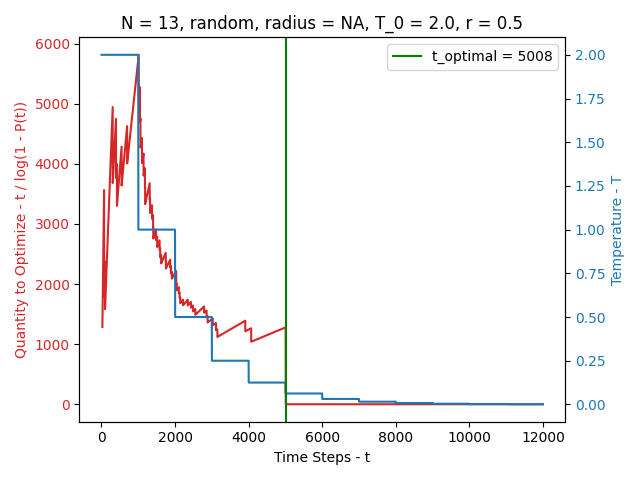 N = 13, random, radius = NA, T_0 = 2.0, r = 0.5
t_optimal = 5008
Quantity to Optimize - t / log(1 - P(t))
6000
5000
4000
3000
2000
1000
0
2.00
1.75
1.50
1.25
1.00
0.75
0.50
0.25
0.00
Temperature - T
0 2000 4000 6000 8000 10000 12000
Time Steps - t